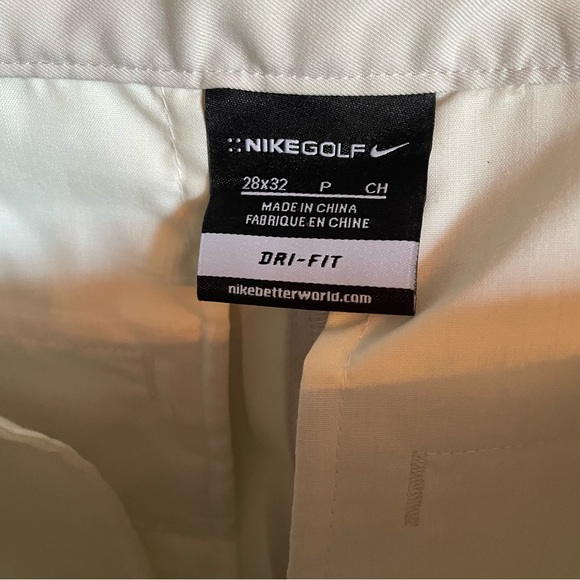 NIKEGOLF
28x32 P CH
MADE IN CHINA
FABRIQUE EN CHINE
DRI-FIT
nikebetterworld.com